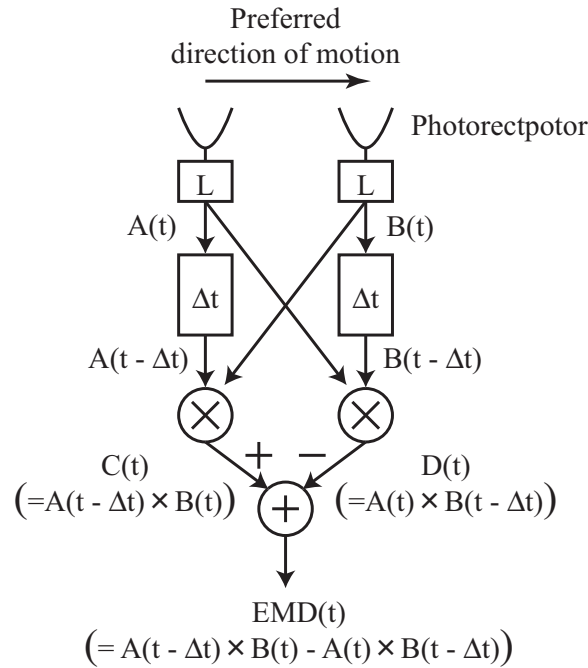 Preferred
direction of motion
Photorectpotor
L L
A(t) B(t)
Δt Δt
A(t - Δt) B(t - Δt)
× ×
+ −
C(t) D(t)
(=A(t - Δt) × B(t)) (=A(t) × B(t - Δt))
+
EMD(t)
(= A(t - Δt) × B(t) - A(t) × B(t - Δt))